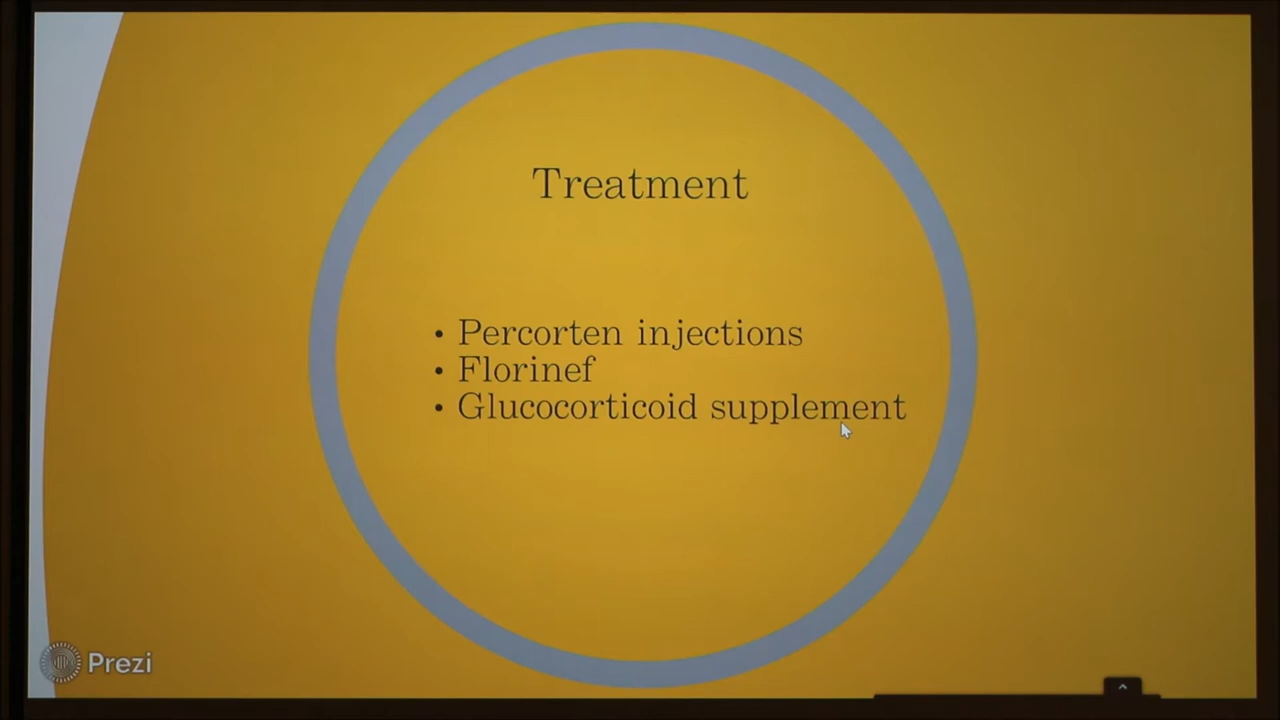 Treatment
• Percorten injections
• Florinef
• Glucocorticoid supplement
Prezi